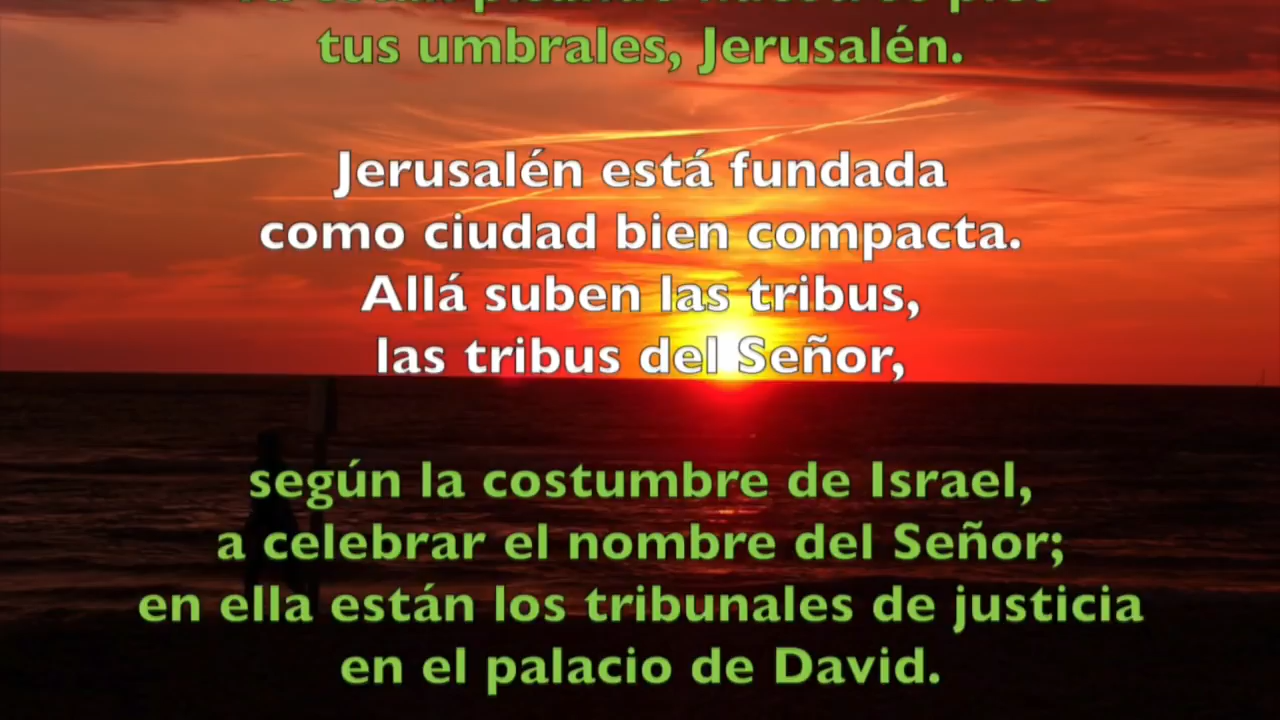 tus umbrales, Jerusalén.
Jerusalén está fundada
como ciudad bien compacta.
Allá suben las tribus,
las tribus del Señor,
según la costumbre de Israel,
a celebrar el nombre del Señor;
en ella están los tribunales de justicia
en el palacio de David.